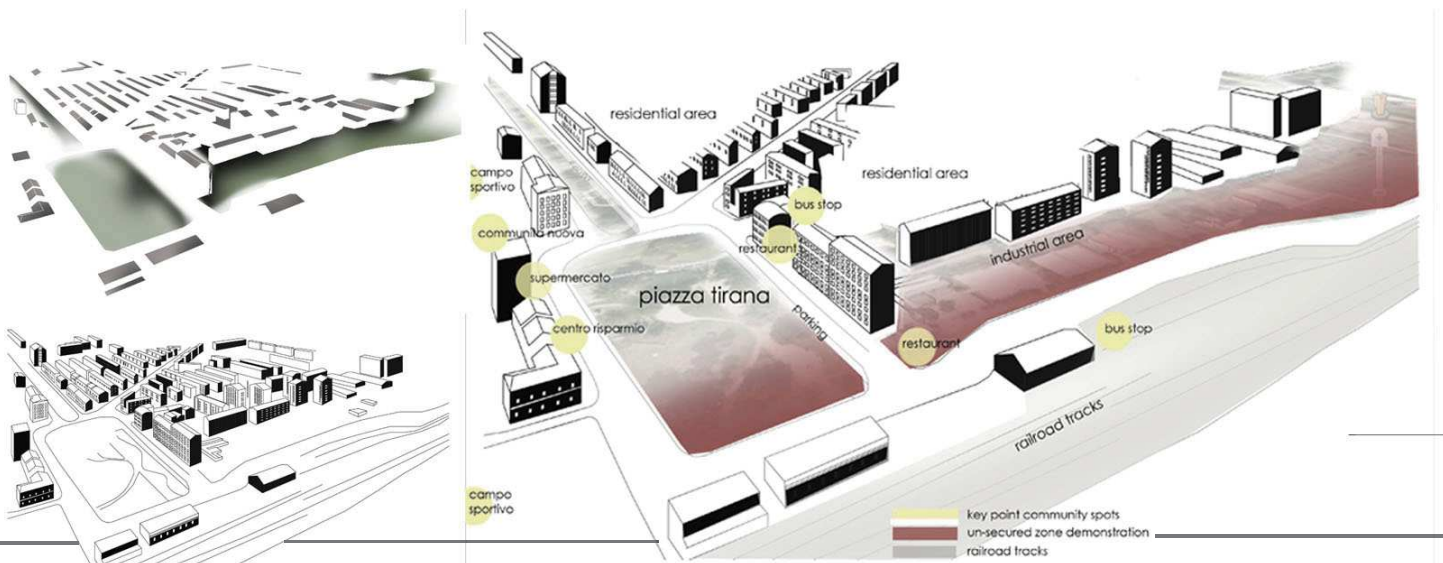 residential area
campo
sportivo
residential area
bus stop
communita nuova
restaurant
industrial area
supermercato
piazza tirana
parking
centro risparmio
bus stop
restaurant
railroad tracks
campo
sportivo
key point community spots
un-secured zone demonstration
railroad tracks